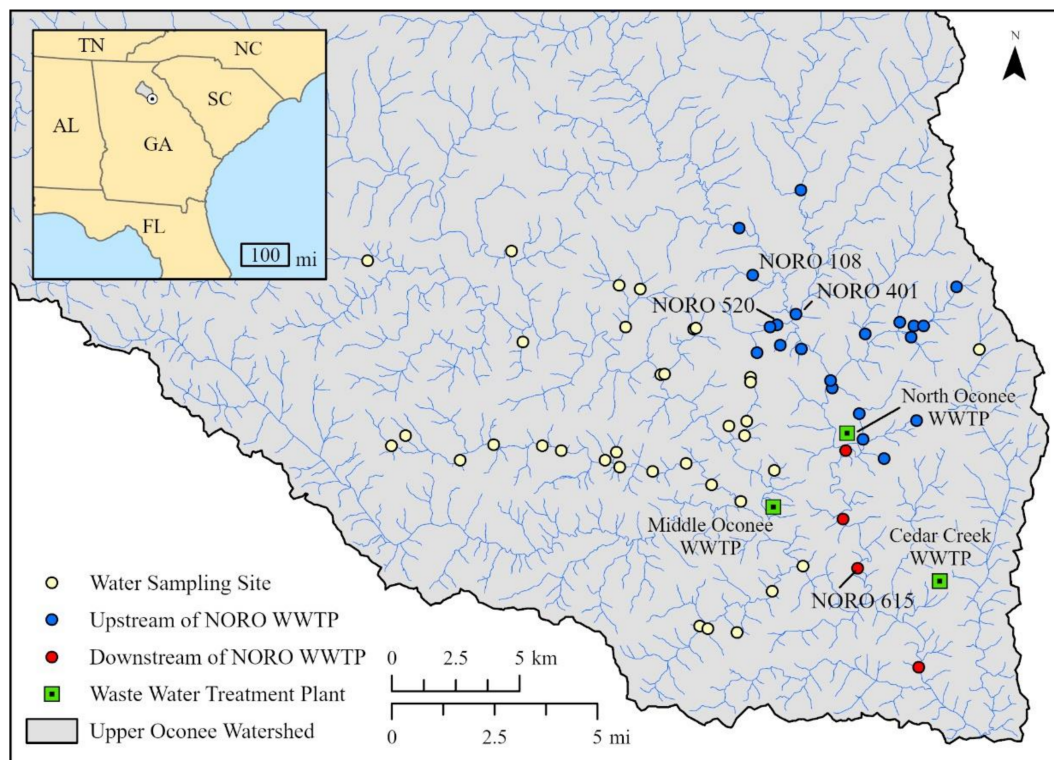 TN
NC
SC
AL
GA
FL
100 mi
N
NORO 108
NORO 401
NORO 520
North Oconee
WWTP
Middle Oconee
WWTP
Cedar Creek
WWTP
NORO 615
Water Sampling Site
Upstream of NORO WWTP
Downstream of NORO WWTP
Waste Water Treatment Plant
Upper Oconee Watershed
0 2.5 5 km
0 2.5 5 mi